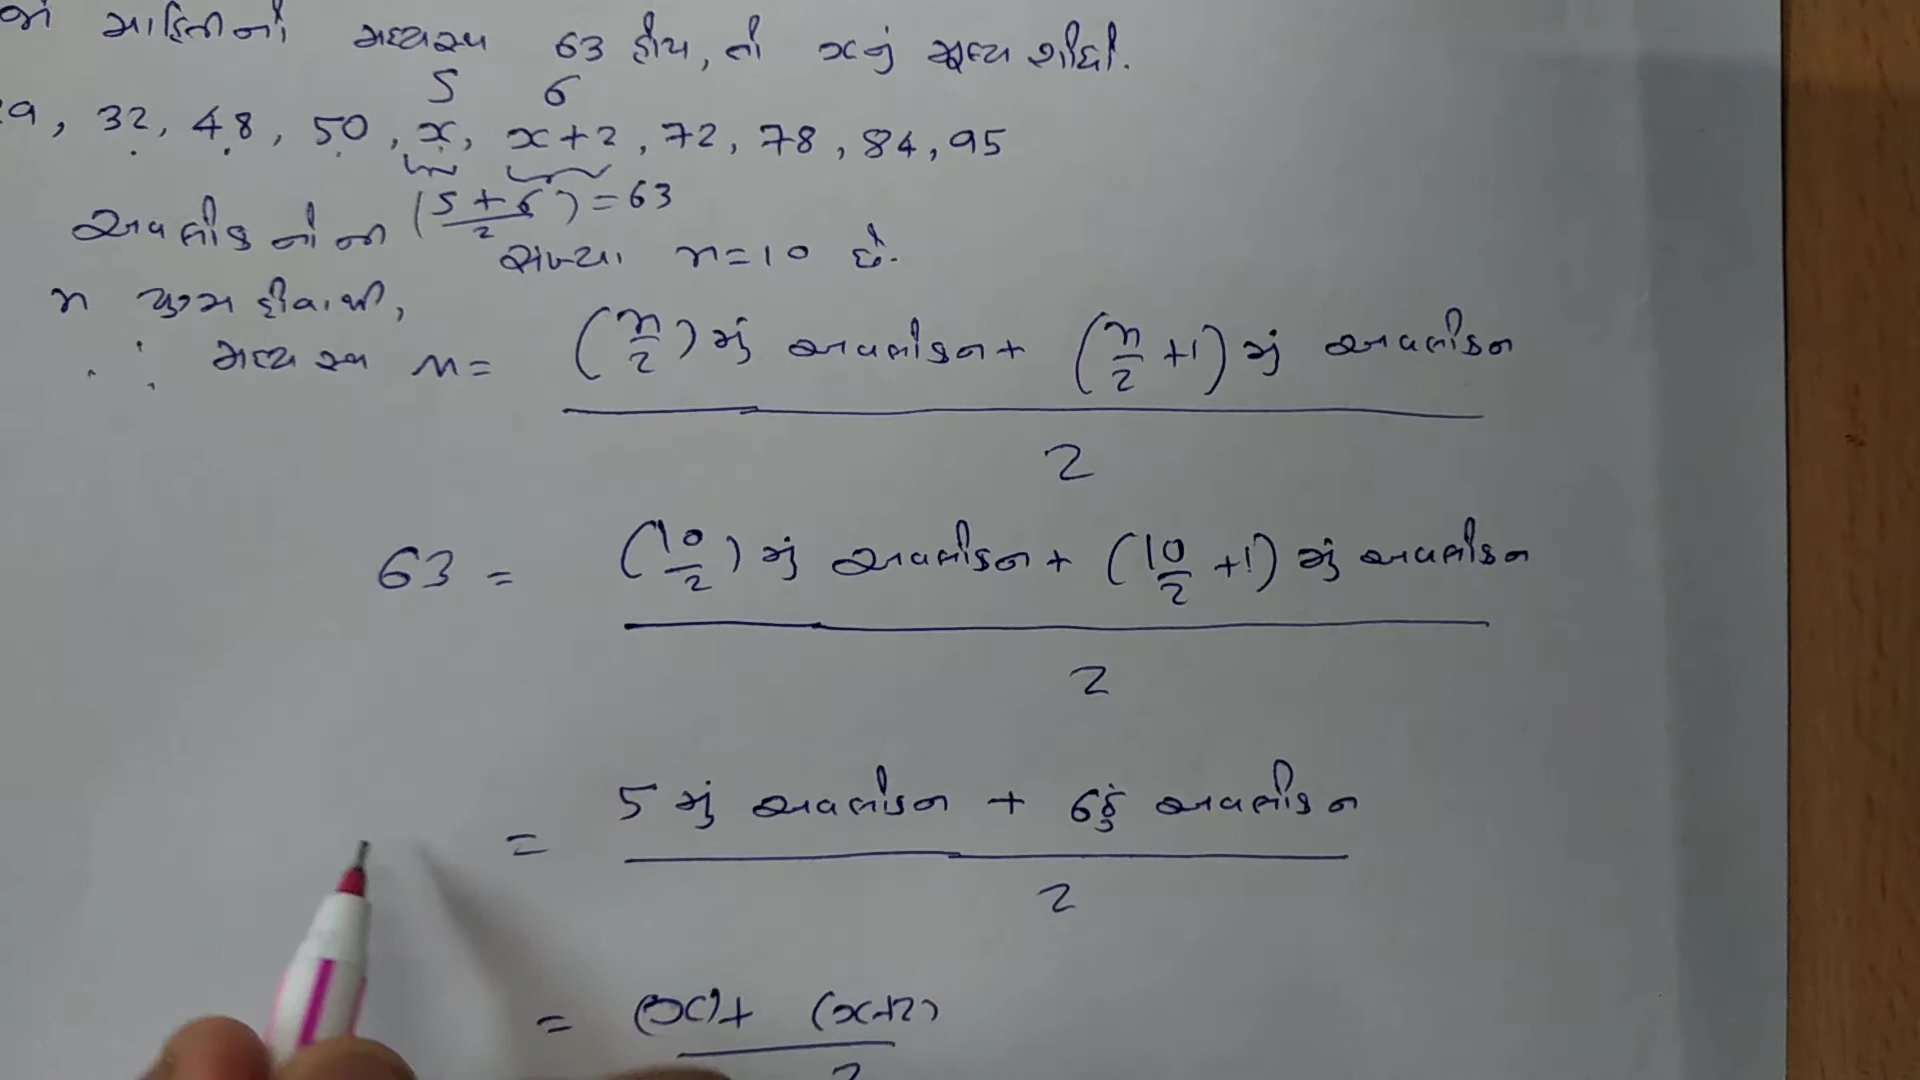 માહિતીનો મધ્યસ્થ 63 હોય, તો x નું મૂલ્ય શોધો.
5 6
29, 32, 48, 50, x, x+2, 72, 78, 84, 95
(5+6)/2 = 63
અવલોકનોની સંખ્યા n=10 છે.
n યુગ્મ હોવાથી,
∴ મધ્યસ્થ M = (n/2) મું અવલોકન + (n/2 +1) મું અવલોકન
2
63 = (10/2) મું અવલોકન + (10/2 +1) મું અવલોકન
2
= 5 મું અવલોકન + 6ઠ્ઠું અવલોકન
2
= (x) + (x+2)
2